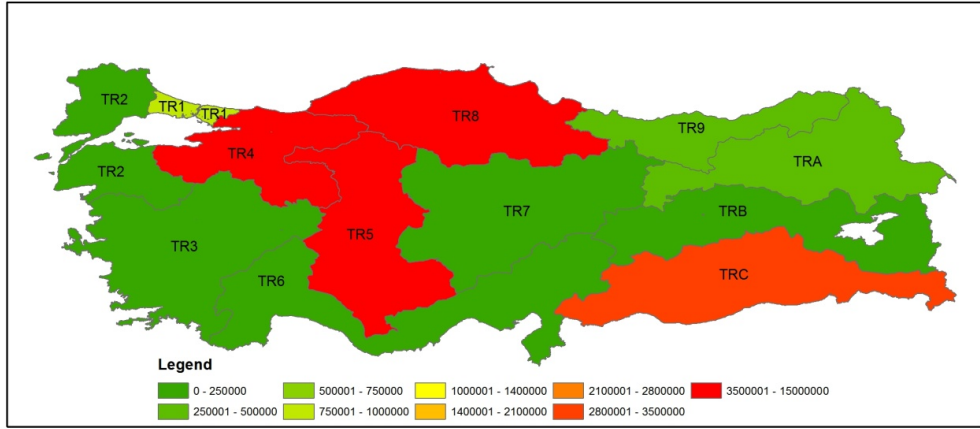 TR2
TR1
TR1
TR8
TR9
TR4
TRA
TR2
TR7
TRB
TR5
TR3
TR6
TRC
Legend
0 - 250000
500001 - 750000
1000001 - 1400000
2100001 - 2800000
3500001 - 15000000
250001 - 500000
750001 - 1000000
1400001 - 2100000
2800001 - 3500000